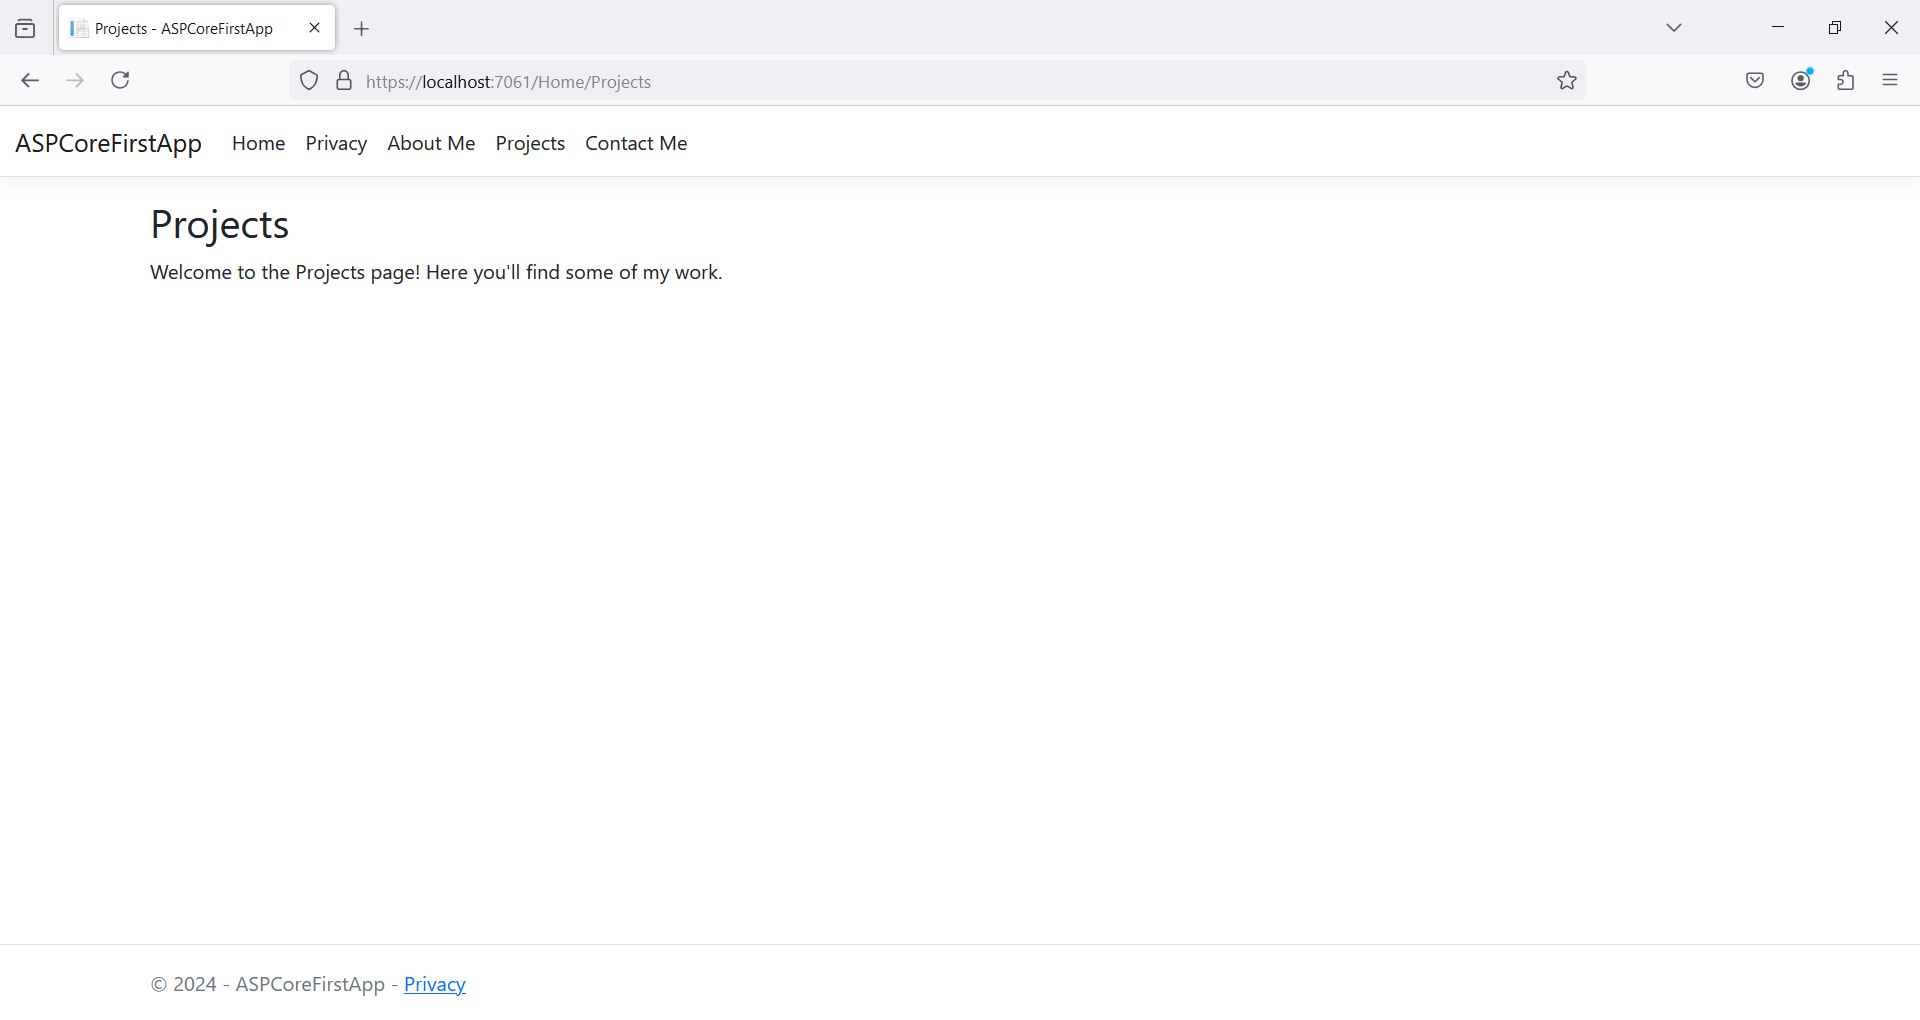 Projects - ASPCoreFirstApp
https://localhost:7061/Home/Projects
ASPCoreFirstApp Home Privacy About Me Projects Contact Me
Projects
Welcome to the Projects page! Here you'll find some of my work.
© 2024 - ASPCoreFirstApp - Privacy